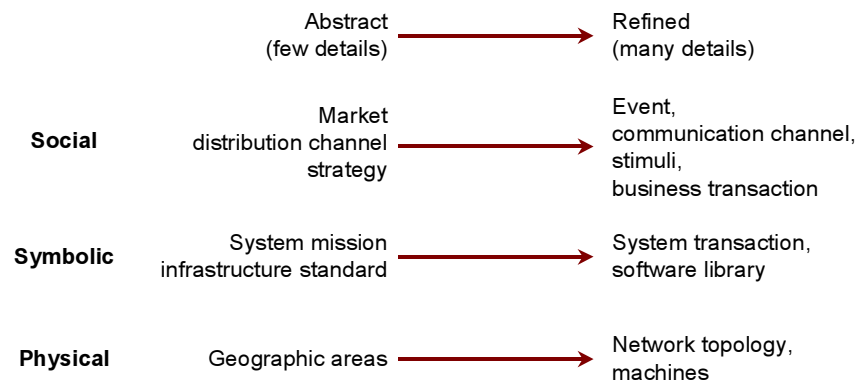 Abstract
(few details)
Refined
(many details)
Social
Market
distribution channel
strategy
Event,
communication channel,
stimuli,
business transaction
Symbolic
System mission
infrastructure standard
System transaction,
software library
Physical
Geographic areas
Network topology,
machines